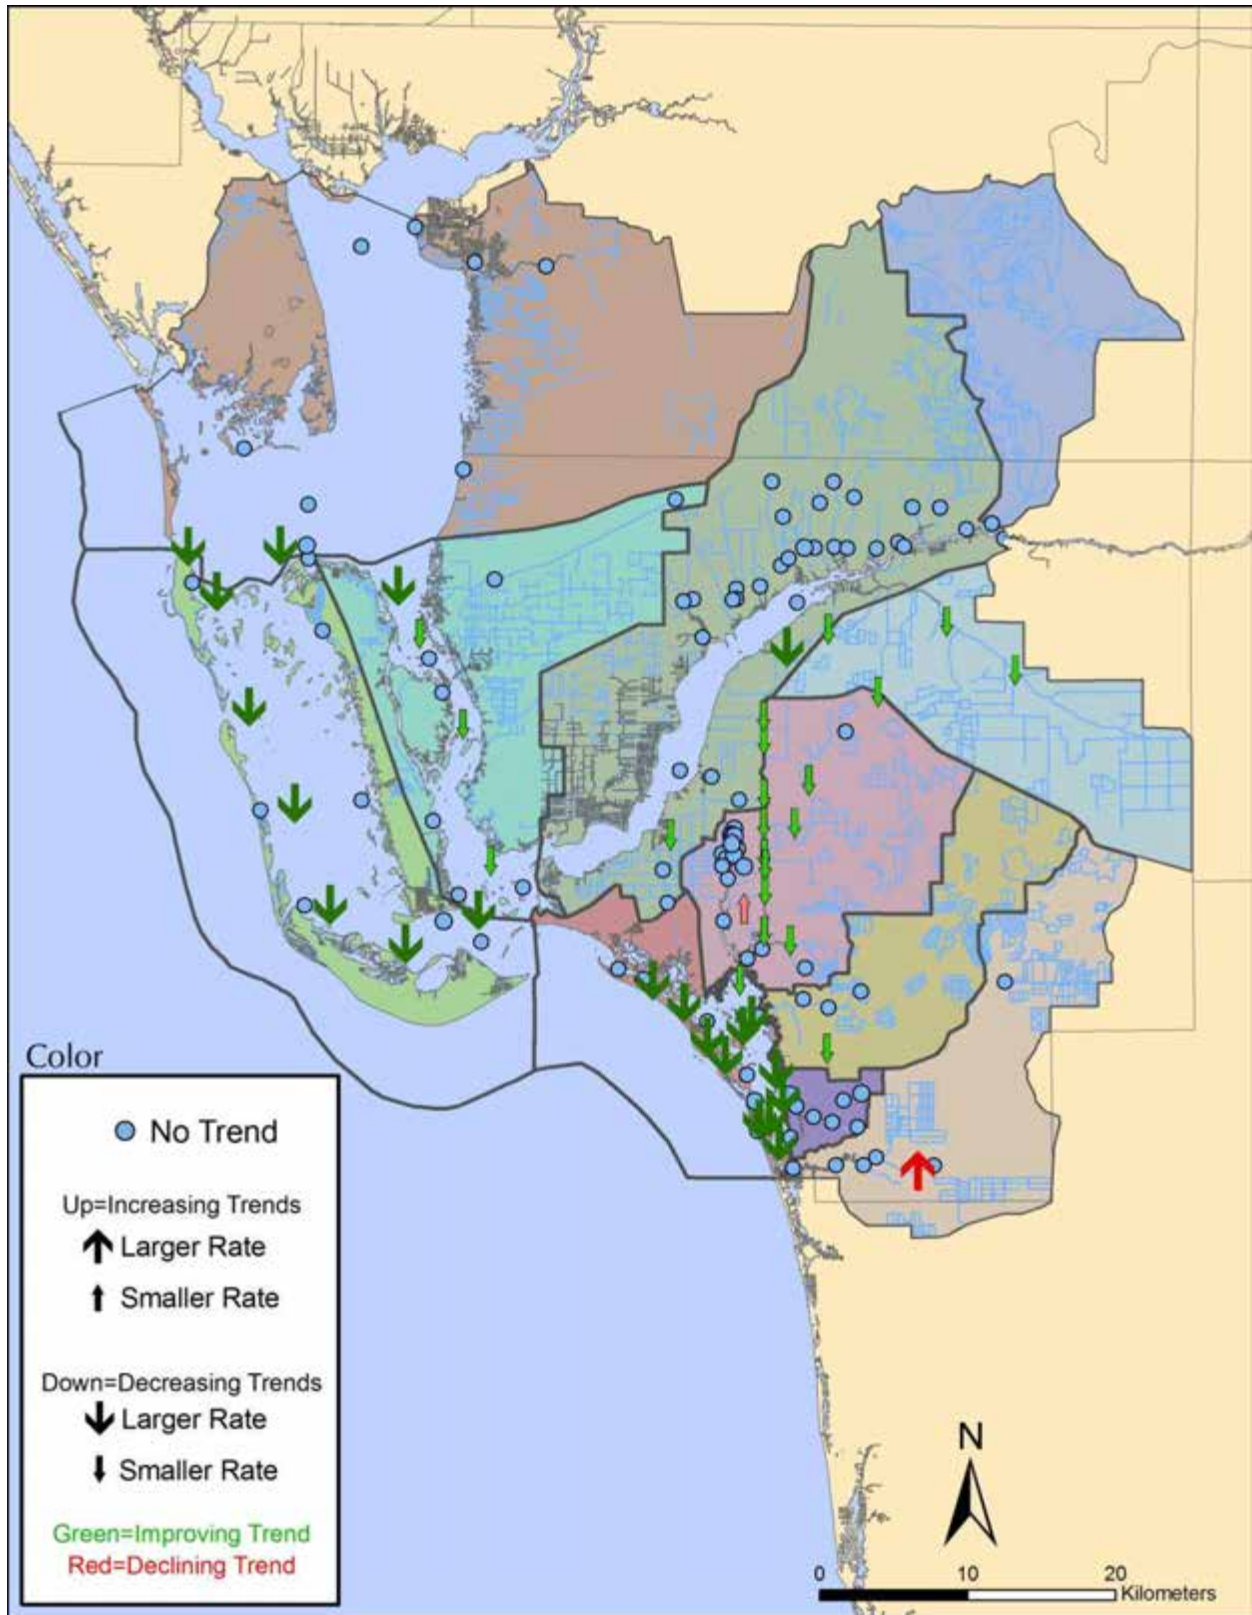 Color
No Trend
Up=Increasing Trends
Larger Rate
Smaller Rate
Down=Decreasing Trends
Larger Rate
Smaller Rate
Green=Improving Trend
Red=Declining Trend
N
0 10 20
Kilometers